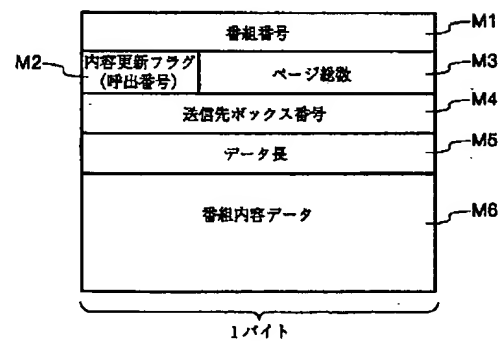 番組番号
M1
M2
内容更新フラグ
(呼出番号)
ページ総数
M3
送信先ボックス番号
M4
データ長
M5
番組内容データ
M6
1バイト